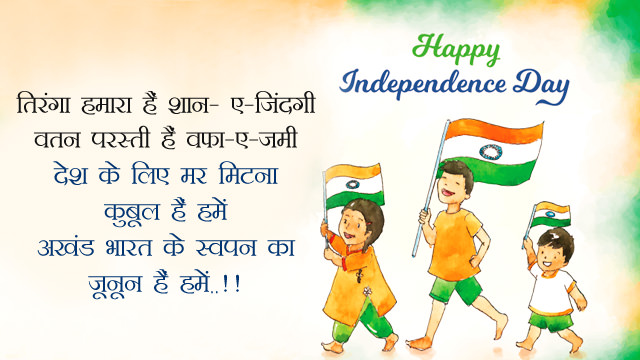 Happy
Independence Day
तिरंगा हमारा हैं शान- ए-जिंदगी
वतन परस्ती हैं वफा-ए-जमी
देश के लिए मर मिटना
कुबूल हैं हमें
अखंड भारत के स्वपन का
जूनून हैं हमें..!!